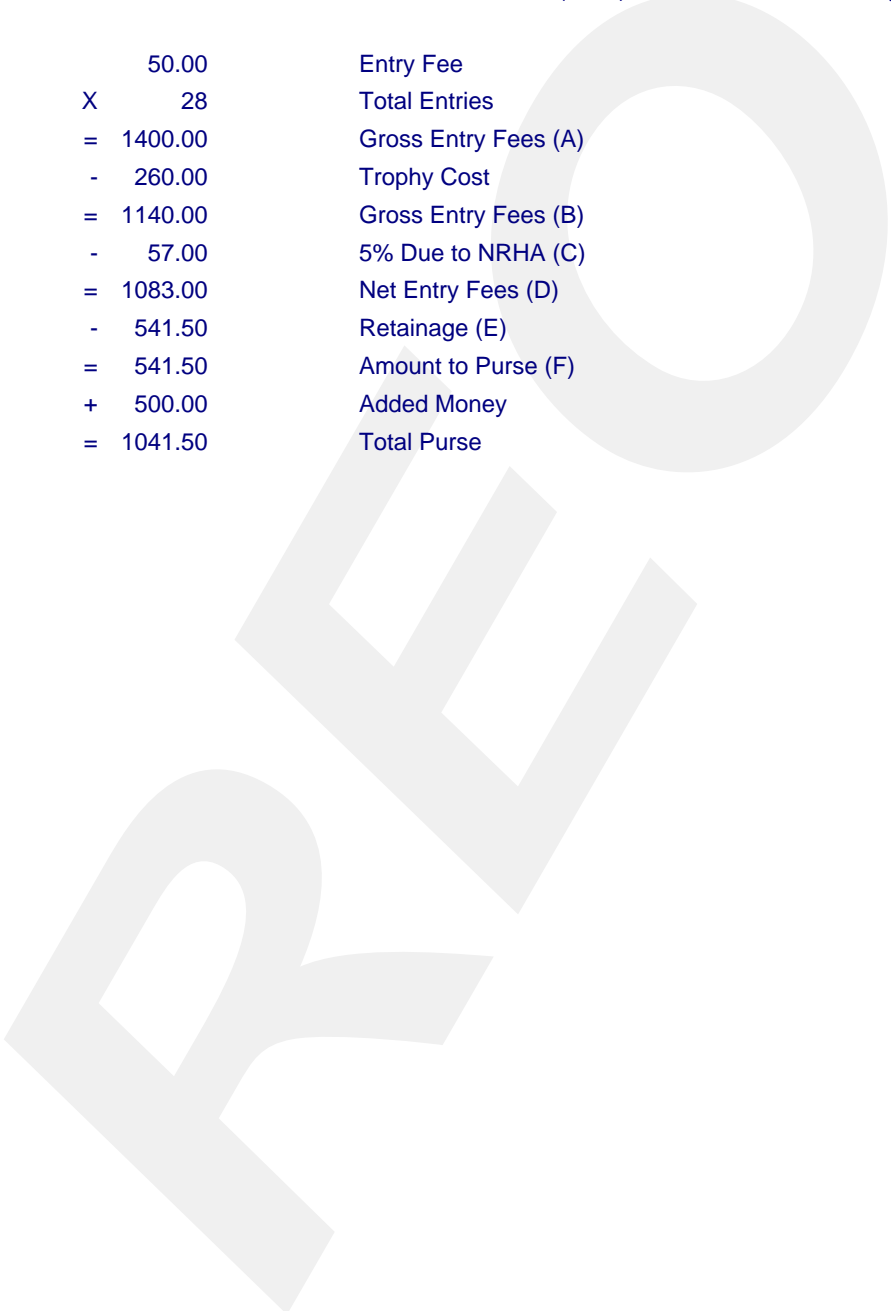 50.00 Entry Fee
X 28 Total Entries
= 1400.00 Gross Entry Fees (A)
- 260.00 Trophy Cost
= 1140.00 Gross Entry Fees (B)
- 57.00 5% Due to NRHA (C)
= 1083.00 Net Entry Fees (D)
- 541.50 Retainage (E)
= 541.50 Amount to Purse (F)
+ 500.00 Added Money
= 1041.50 Total Purse
REO